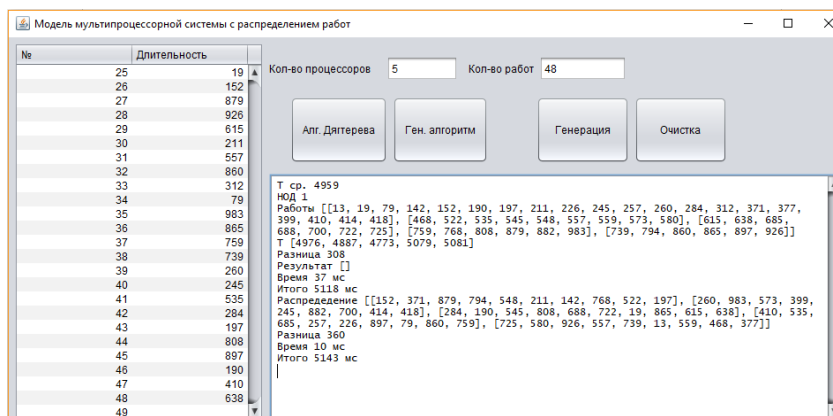 Модель мультипроцессорной системы с распределением работ
№ Длительность
25 19
26 152
27 879
28 926
29 615
30 211
31 557
32 860
33 312
34 79
35 983
36 865
37 759
38 739
39 260
40 245
41 535
42 284
43 197
44 808
45 897
46 190
47 410
48 638
49
Кол-во процессоров 5 Кол-во работ 48
Алг. Дягтерева Ген. алгоритм Генерация Очистка
Т ср. 4959
НОД 1
Работы [[13, 19, 79, 142, 152, 190, 197, 211, 226, 245, 257, 260, 284, 312, 371, 377,
399, 410, 414, 418], [468, 522, 535, 545, 548, 557, 559, 573, 580], [615, 638, 685,
688, 700, 722, 725], [759, 768, 808, 879, 882, 983], [739, 794, 860, 865, 897, 926]]
Т [4976, 4887, 4773, 5079, 5081]
Разница 308
Результат []
Время 37 мс
Итого 5118 мс
Распредедение [[152, 371, 879, 794, 548, 211, 142, 768, 522, 197], [260, 983, 573, 399,
245, 882, 700, 414, 418], [284, 190, 545, 808, 688, 722, 19, 865, 615, 638], [410, 535,
685, 257, 226, 897, 79, 860, 759], [725, 580, 926, 557, 739, 13, 559, 468, 377]]
Разница 360
Время 10 мс
Итого 5143 мс